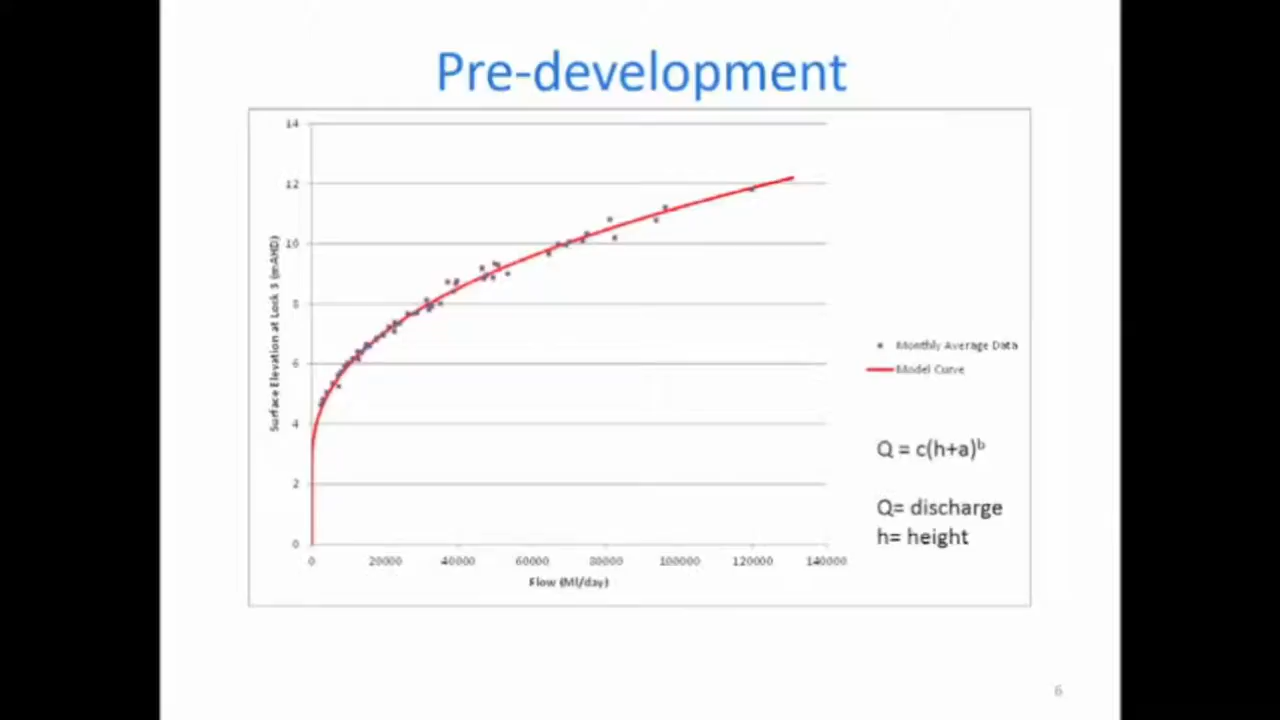 Pre-development
14
12
10
8
6
4
2
0
Surface Elevation at Lock 3 (mAHD)
0 20000 40000 60000 80000 100000 120000 140000
Flow (Ml/day)
Monthly Average Data
Model Curve
Q = c(h+a)ᵇ
Q= discharge
h= height
6